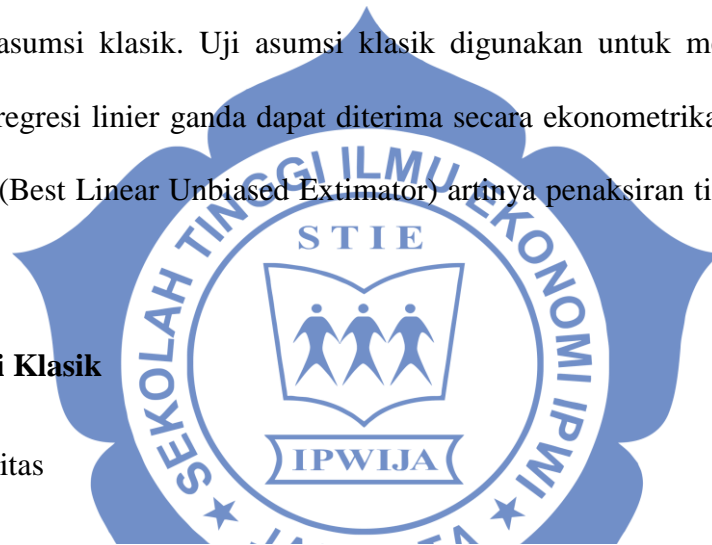 asumsi klasik. Uji asumsi klasik digunakan untuk me
regresi linier ganda dapat diterima secara ekonometrika
(Best Linear Unbiased Extimator) artinya penaksiran ti
i Klasik
itas
SEKOLAH TINGGI ILMU EKONOMI IPWI
STIE
IPWIJA